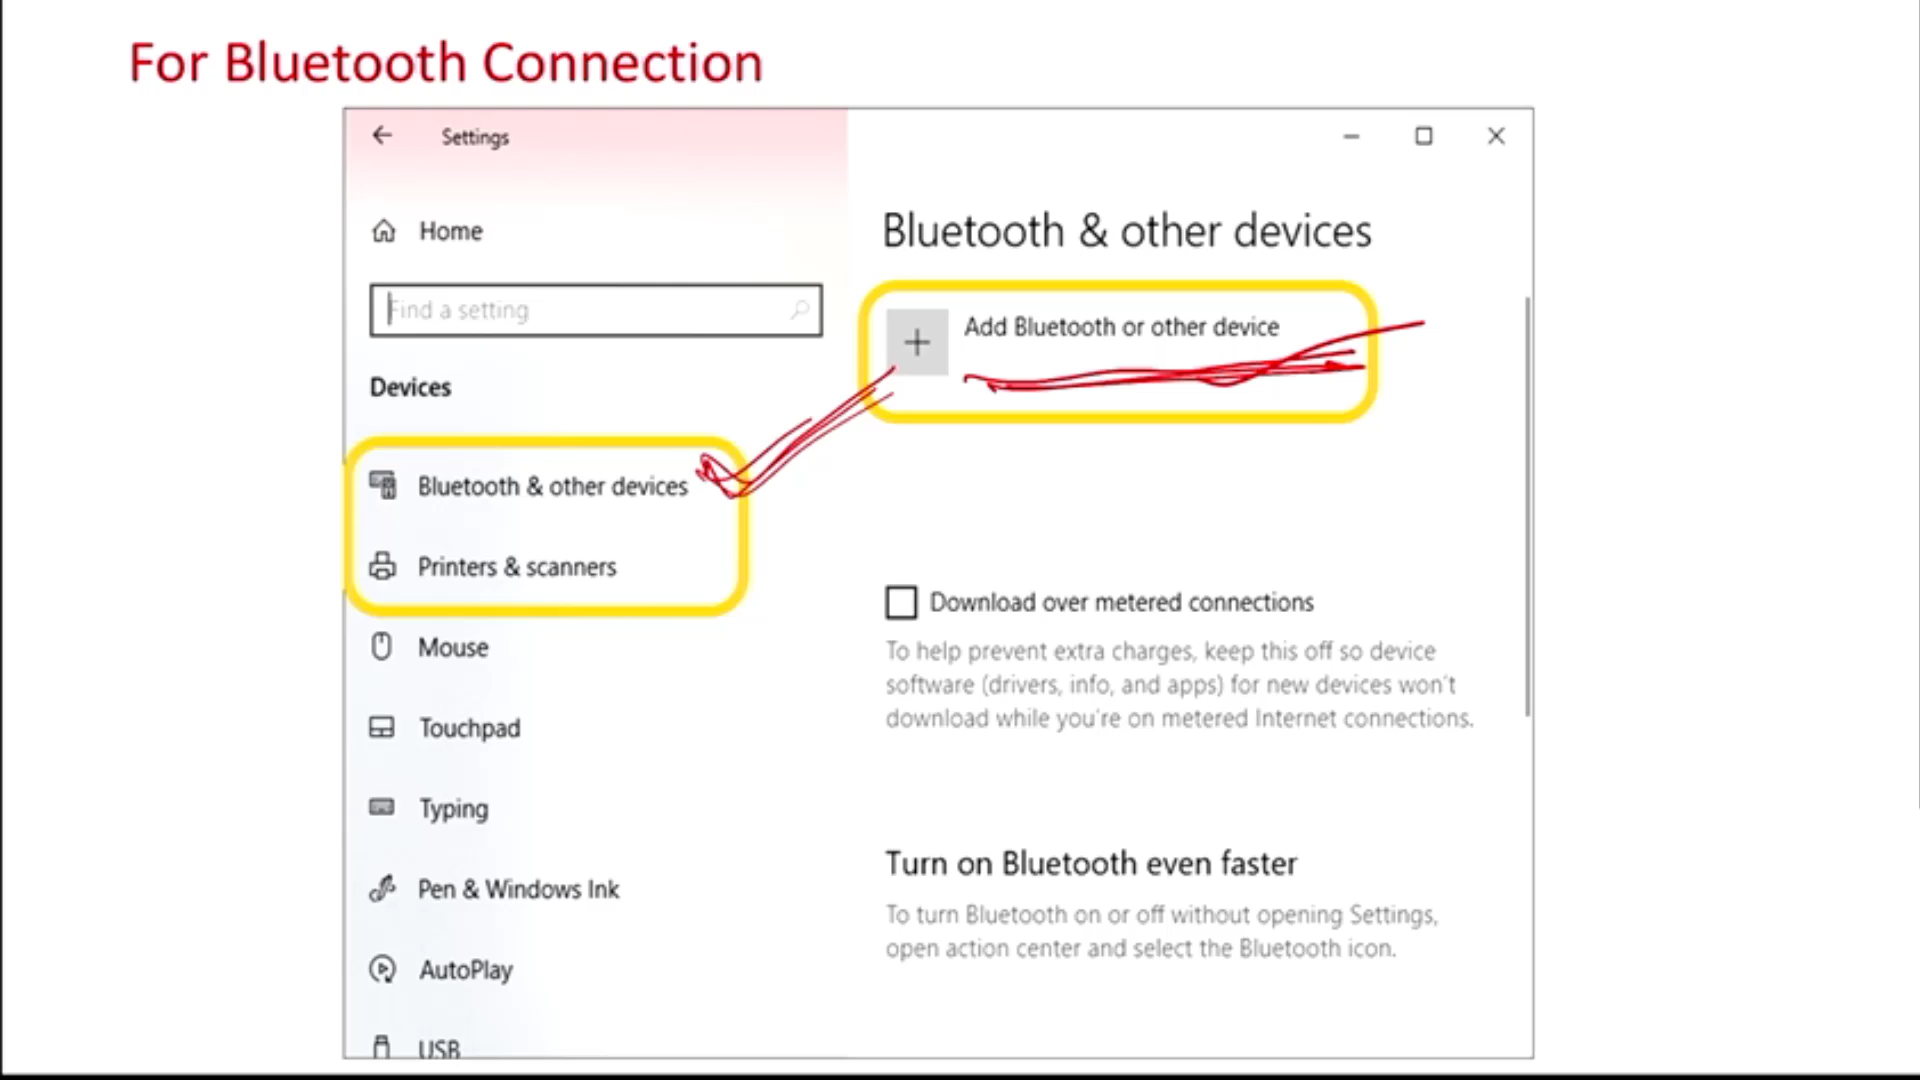 For Bluetooth Connection
Settings
Home
Find a setting
Devices
Bluetooth & other devices
Printers & scanners
Mouse
Touchpad
Typing
Pen & Windows Ink
AutoPlay
USB
Bluetooth & other devices
Add Bluetooth or other device
Download over metered connections
To help prevent extra charges, keep this off so device
software (drivers, info, and apps) for new devices won't
download while you're on metered Internet connections.
Turn on Bluetooth even faster
To turn Bluetooth on or off without opening Settings,
open action center and select the Bluetooth icon.